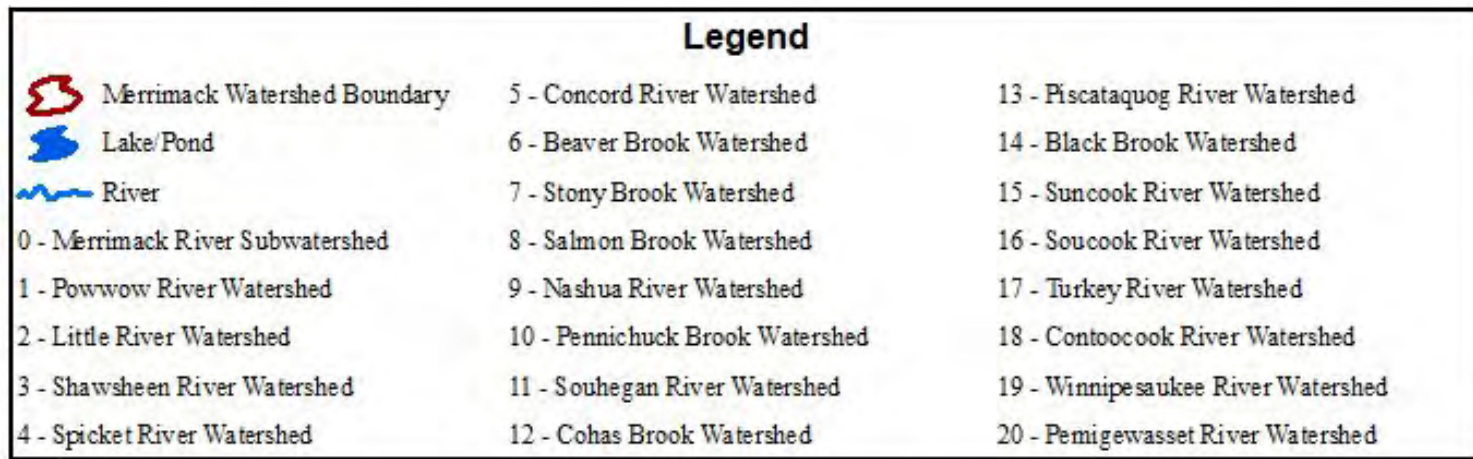 Legend
Merrimack Watershed Boundary
Lake/Pond
River
0 - Merrimack River Subwatershed
1 - Powwow River Watershed
2 - Little River Watershed
3 - Shawsheen River Watershed
4 - Spicket River Watershed
5 - Concord River Watershed
6 - Beaver Brook Watershed
7 - Stony Brook Watershed
8 - Salmon Brook Watershed
9 - Nashua River Watershed
10 - Pennichuck Brook Watershed
11 - Souhegan River Watershed
12 - Cohas Brook Watershed
13 - Piscataquog River Watershed
14 - Black Brook Watershed
15 - Suncook River Watershed
16 - Soucook River Watershed
17 - Turkey River Watershed
18 - Contoocook River Watershed
19 - Winnipesaukee River Watershed
20 - Pemigewasset River Watershed